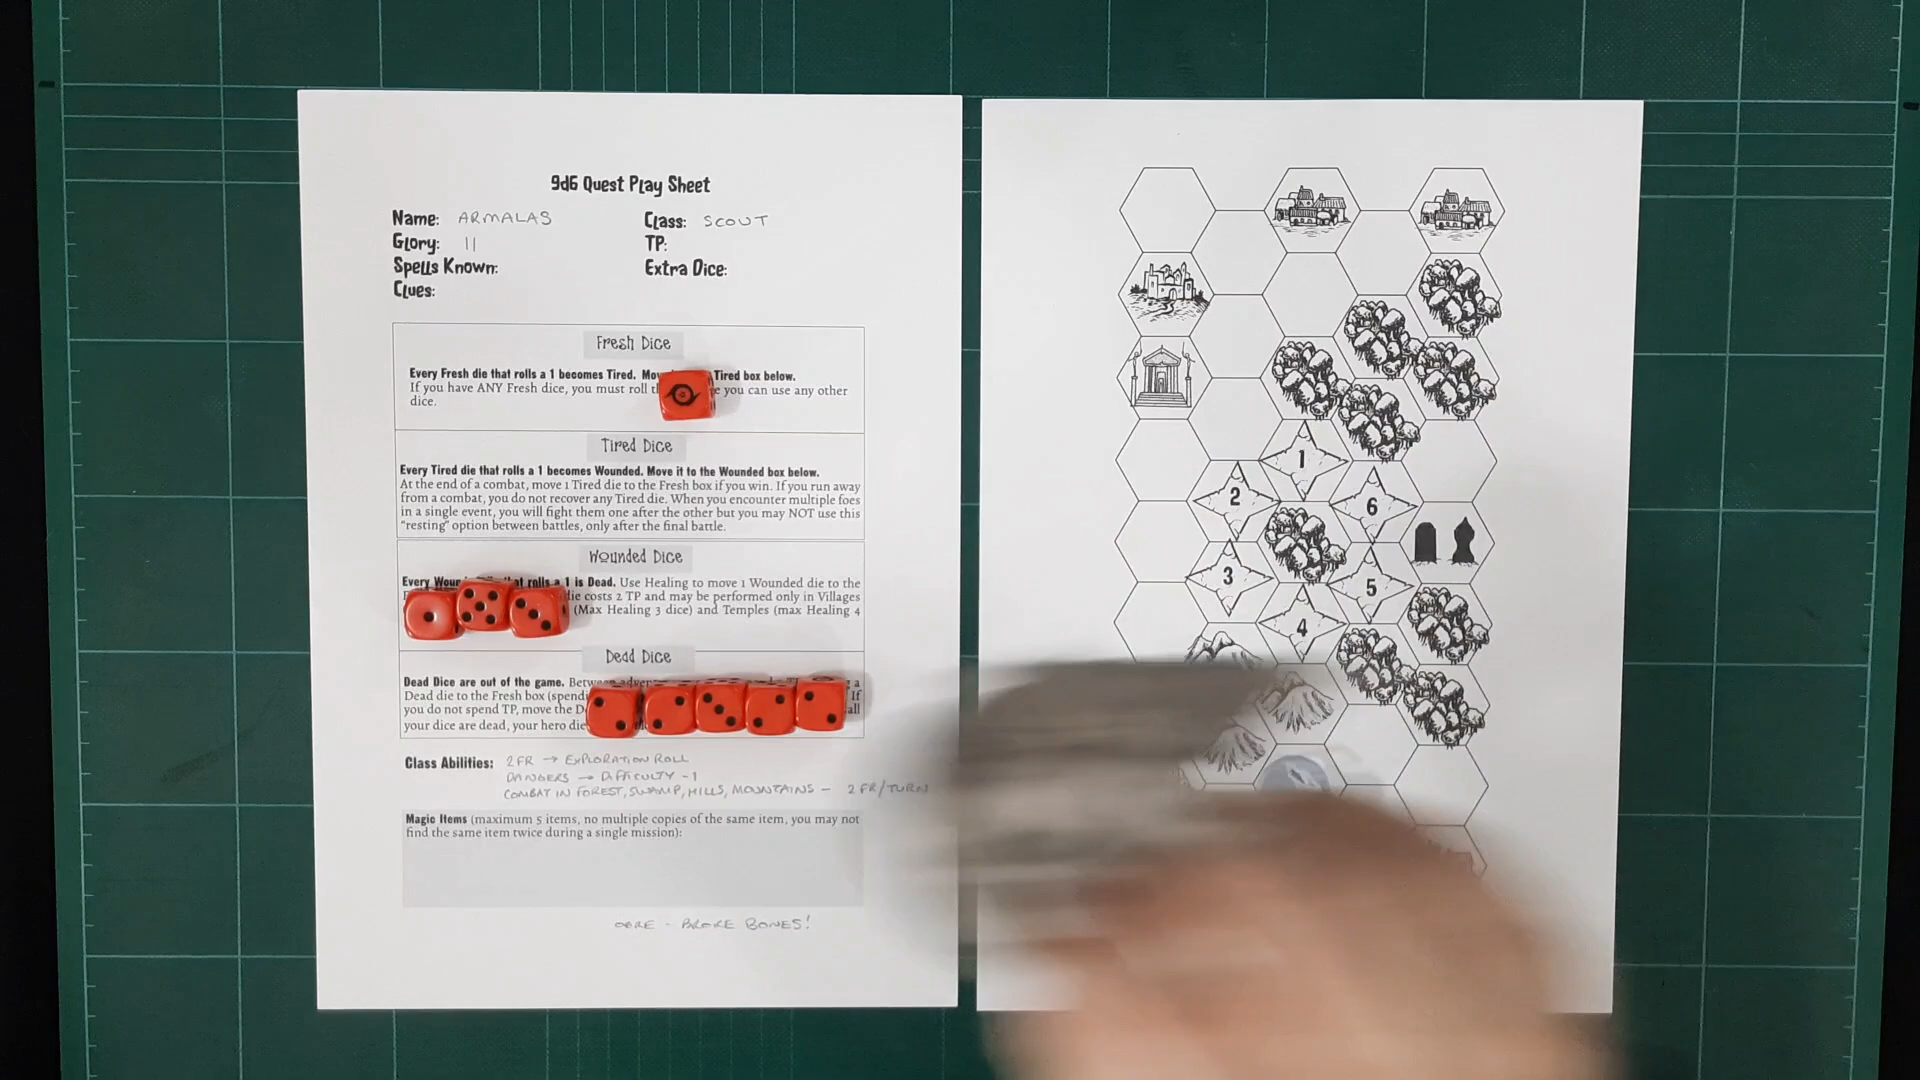 9d6 Quest Play Sheet
Name: ARMALAS
Class: SCOUT
Glory: 11
TP:
Spells Known:
Extra Dice:
Clues:
Fresh Dice
Every Fresh die that rolls a 1 becomes Tired. Tired box below.
If you have ANY Fresh dice, you must roll you can use any other
dice.
Tired Dice
Every Tired die that rolls a 1 becomes Wounded. Move it to the Wounded box below.
At the end of a combat, move 1 Tired die to the Fresh box if you win. If you run away
from a combat, you do not recover any Tired die. When you encounter multiple foes
in a single event, you will fight them one after the other but you may NOT use this
"resting" option between battles, only after the final battle.
Wounded Dice
Every rolls a 1 is Dead. Use Healing to move 1 Wounded die to the
die costs 2 TP and may be performed only in Villages
(Max Healing 3 dice) and Temples (max Healing 4
Dead Dice
Dead Dice are out of the game. a
Dead die to the Fresh box If
you do not spend TP, move the all
your dice are dead, your hero
Class Abilities: 2FR → EXPLORATION ROLL
DANGERS → DIFFICULTY -1
COMBAT IN FOREST, SWAMP, HILLS, MOUNTAINS - 2 FR/TURN
Magic Items (maximum 5 items, no multiple copies of the same item, you may not
find the same item twice during a single mission):
OGRE - BROKE BONES!
1
2
6
3
5
4